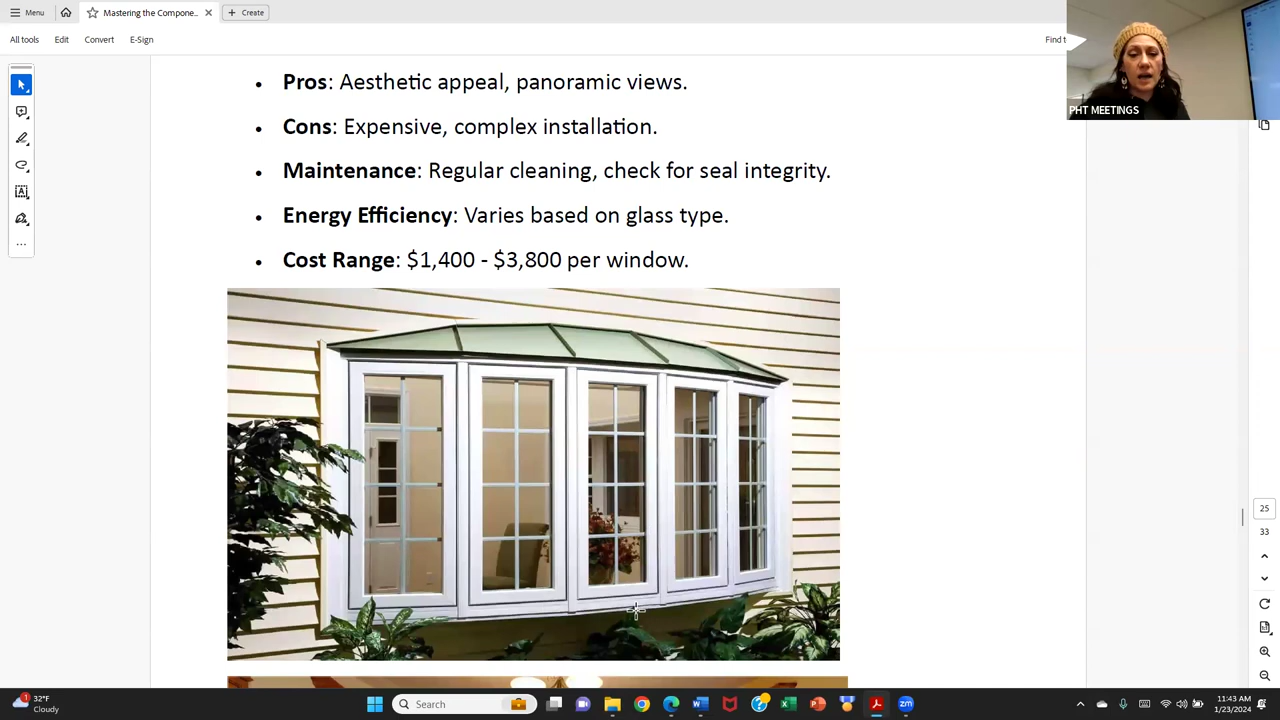 Menu
Mastering the Compone...
Create
All tools
Edit
Convert
E-Sign
Find t
PHT MEETINGS
• Pros: Aesthetic appeal, panoramic views.
• Cons: Expensive, complex installation.
• Maintenance: Regular cleaning, check for seal integrity.
• Energy Efficiency: Varies based on glass type.
• Cost Range: $1,400 - $3,800 per window.
25
33
1
32°F
Cloudy
Search
11:43 AM
1/23/2024